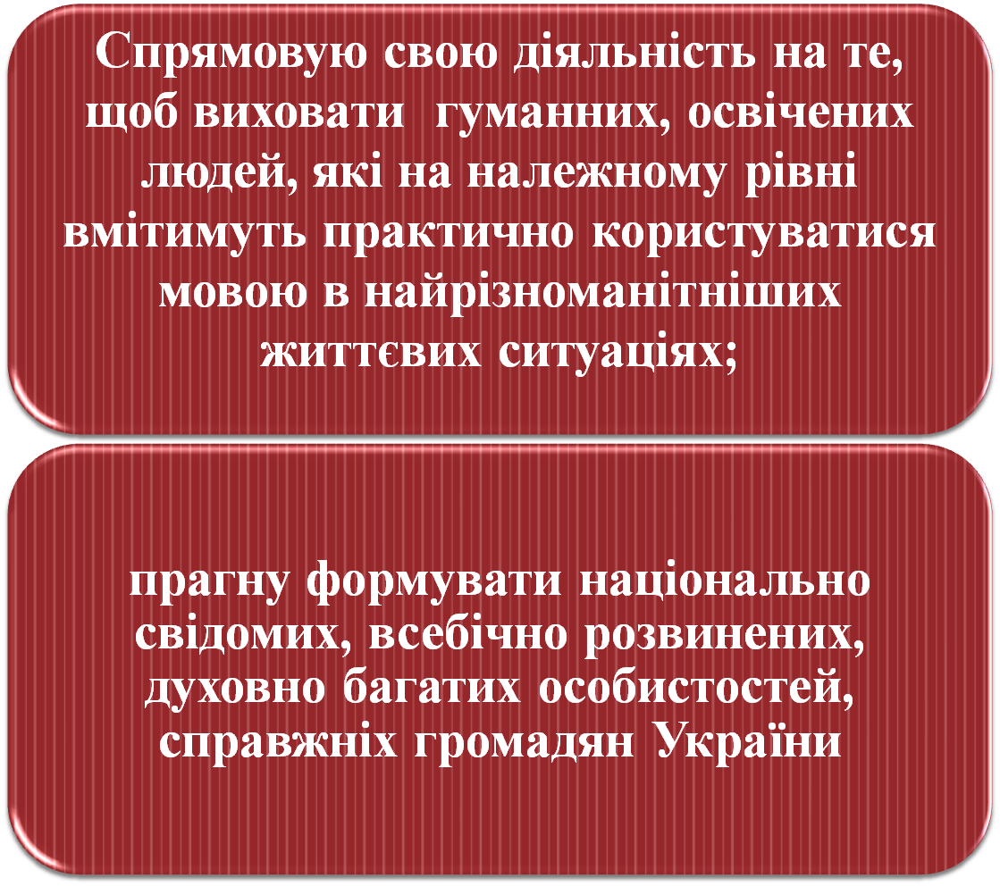 Спрямовую свою діяльність на те,
щоб виховати  гуманних, освічених
людей, які на належному рівні
вмітимуть практично користуватися
мовою в найрізноманітніших
життєвих ситуаціях;
прагну формувати національно
свідомих, всебічно розвинених,
духовно багатих особистостей,
справжніх громадян України